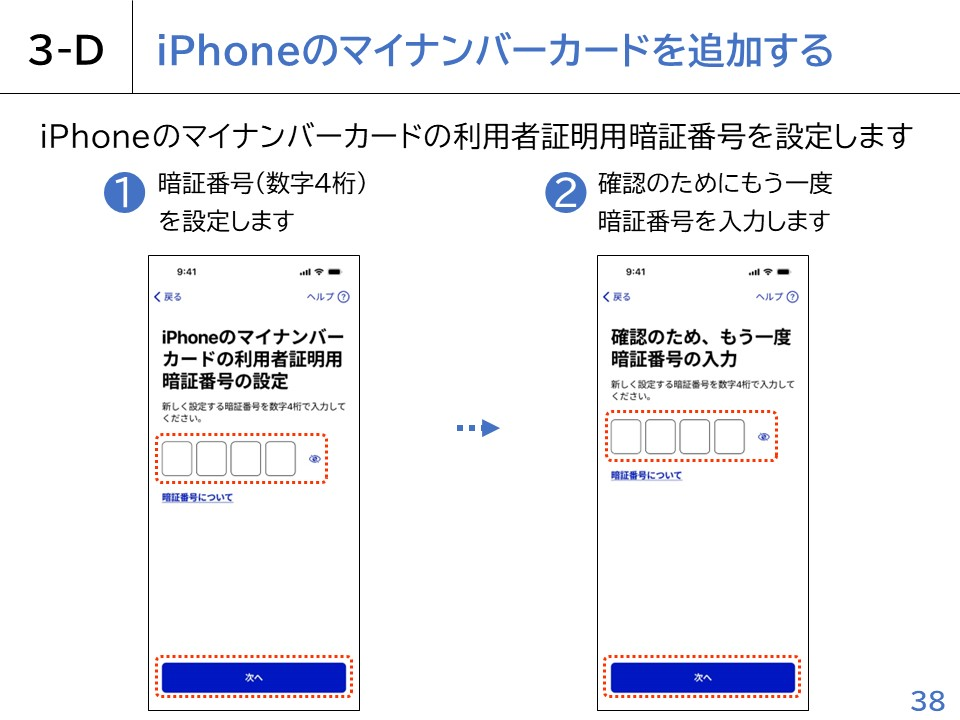 3-D
iPhoneのマイナンバーカードを追加する
iPhoneのマイナンバーカードの利用者証明用暗証番号を設定します
1
暗証番号(数字4桁)
を設定します
9:41
戻る
ヘルプ ?
iPhoneのマイナンバー
カードの利用者証明用
暗証番号の設定
新しく設定する暗証番号を数字4桁で入力して
ください。
暗証番号について
次へ
2
確認のためにもう一度
暗証番号を入力します
9:41
戻る
ヘルプ ?
確認のため、もう一度
暗証番号の入力
新しく設定する暗証番号を数字4桁で入力して
ください。
暗証番号について
次へ
38